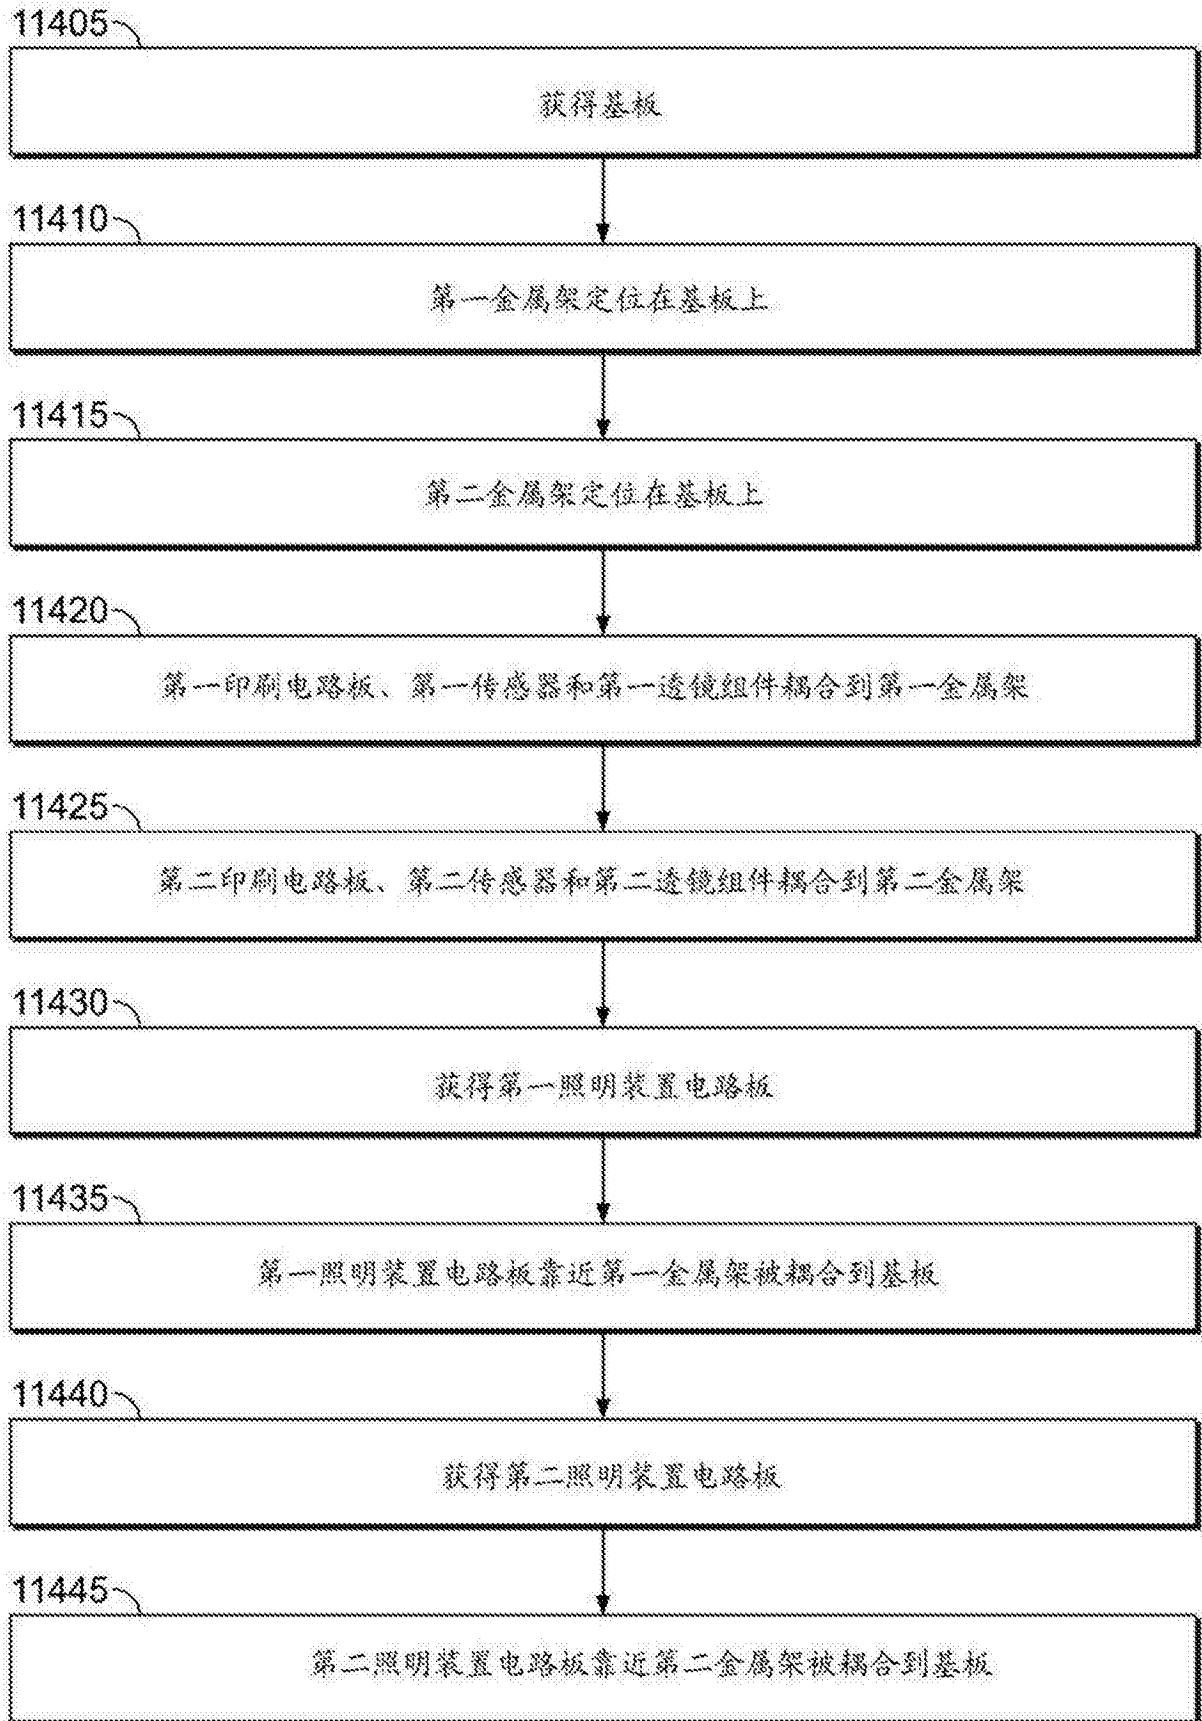 11405
获得基板
11410
第一金属架定位在基板上
11415
第二金属架定位在基板上
11420
第一印刷电路板、第一传感器和第一透镜组件耦合到第一金属架
11425
第二印刷电路板、第二传感器和第二透镜组件耦合到第二金属架
11430
获得第一照明装置电路板
11435
第一照明装置电路板靠近第一金属架被耦合到基板
11440
获得第二照明装置电路板
11445
第二照明装置电路板靠近第二金属架被耦合到基板